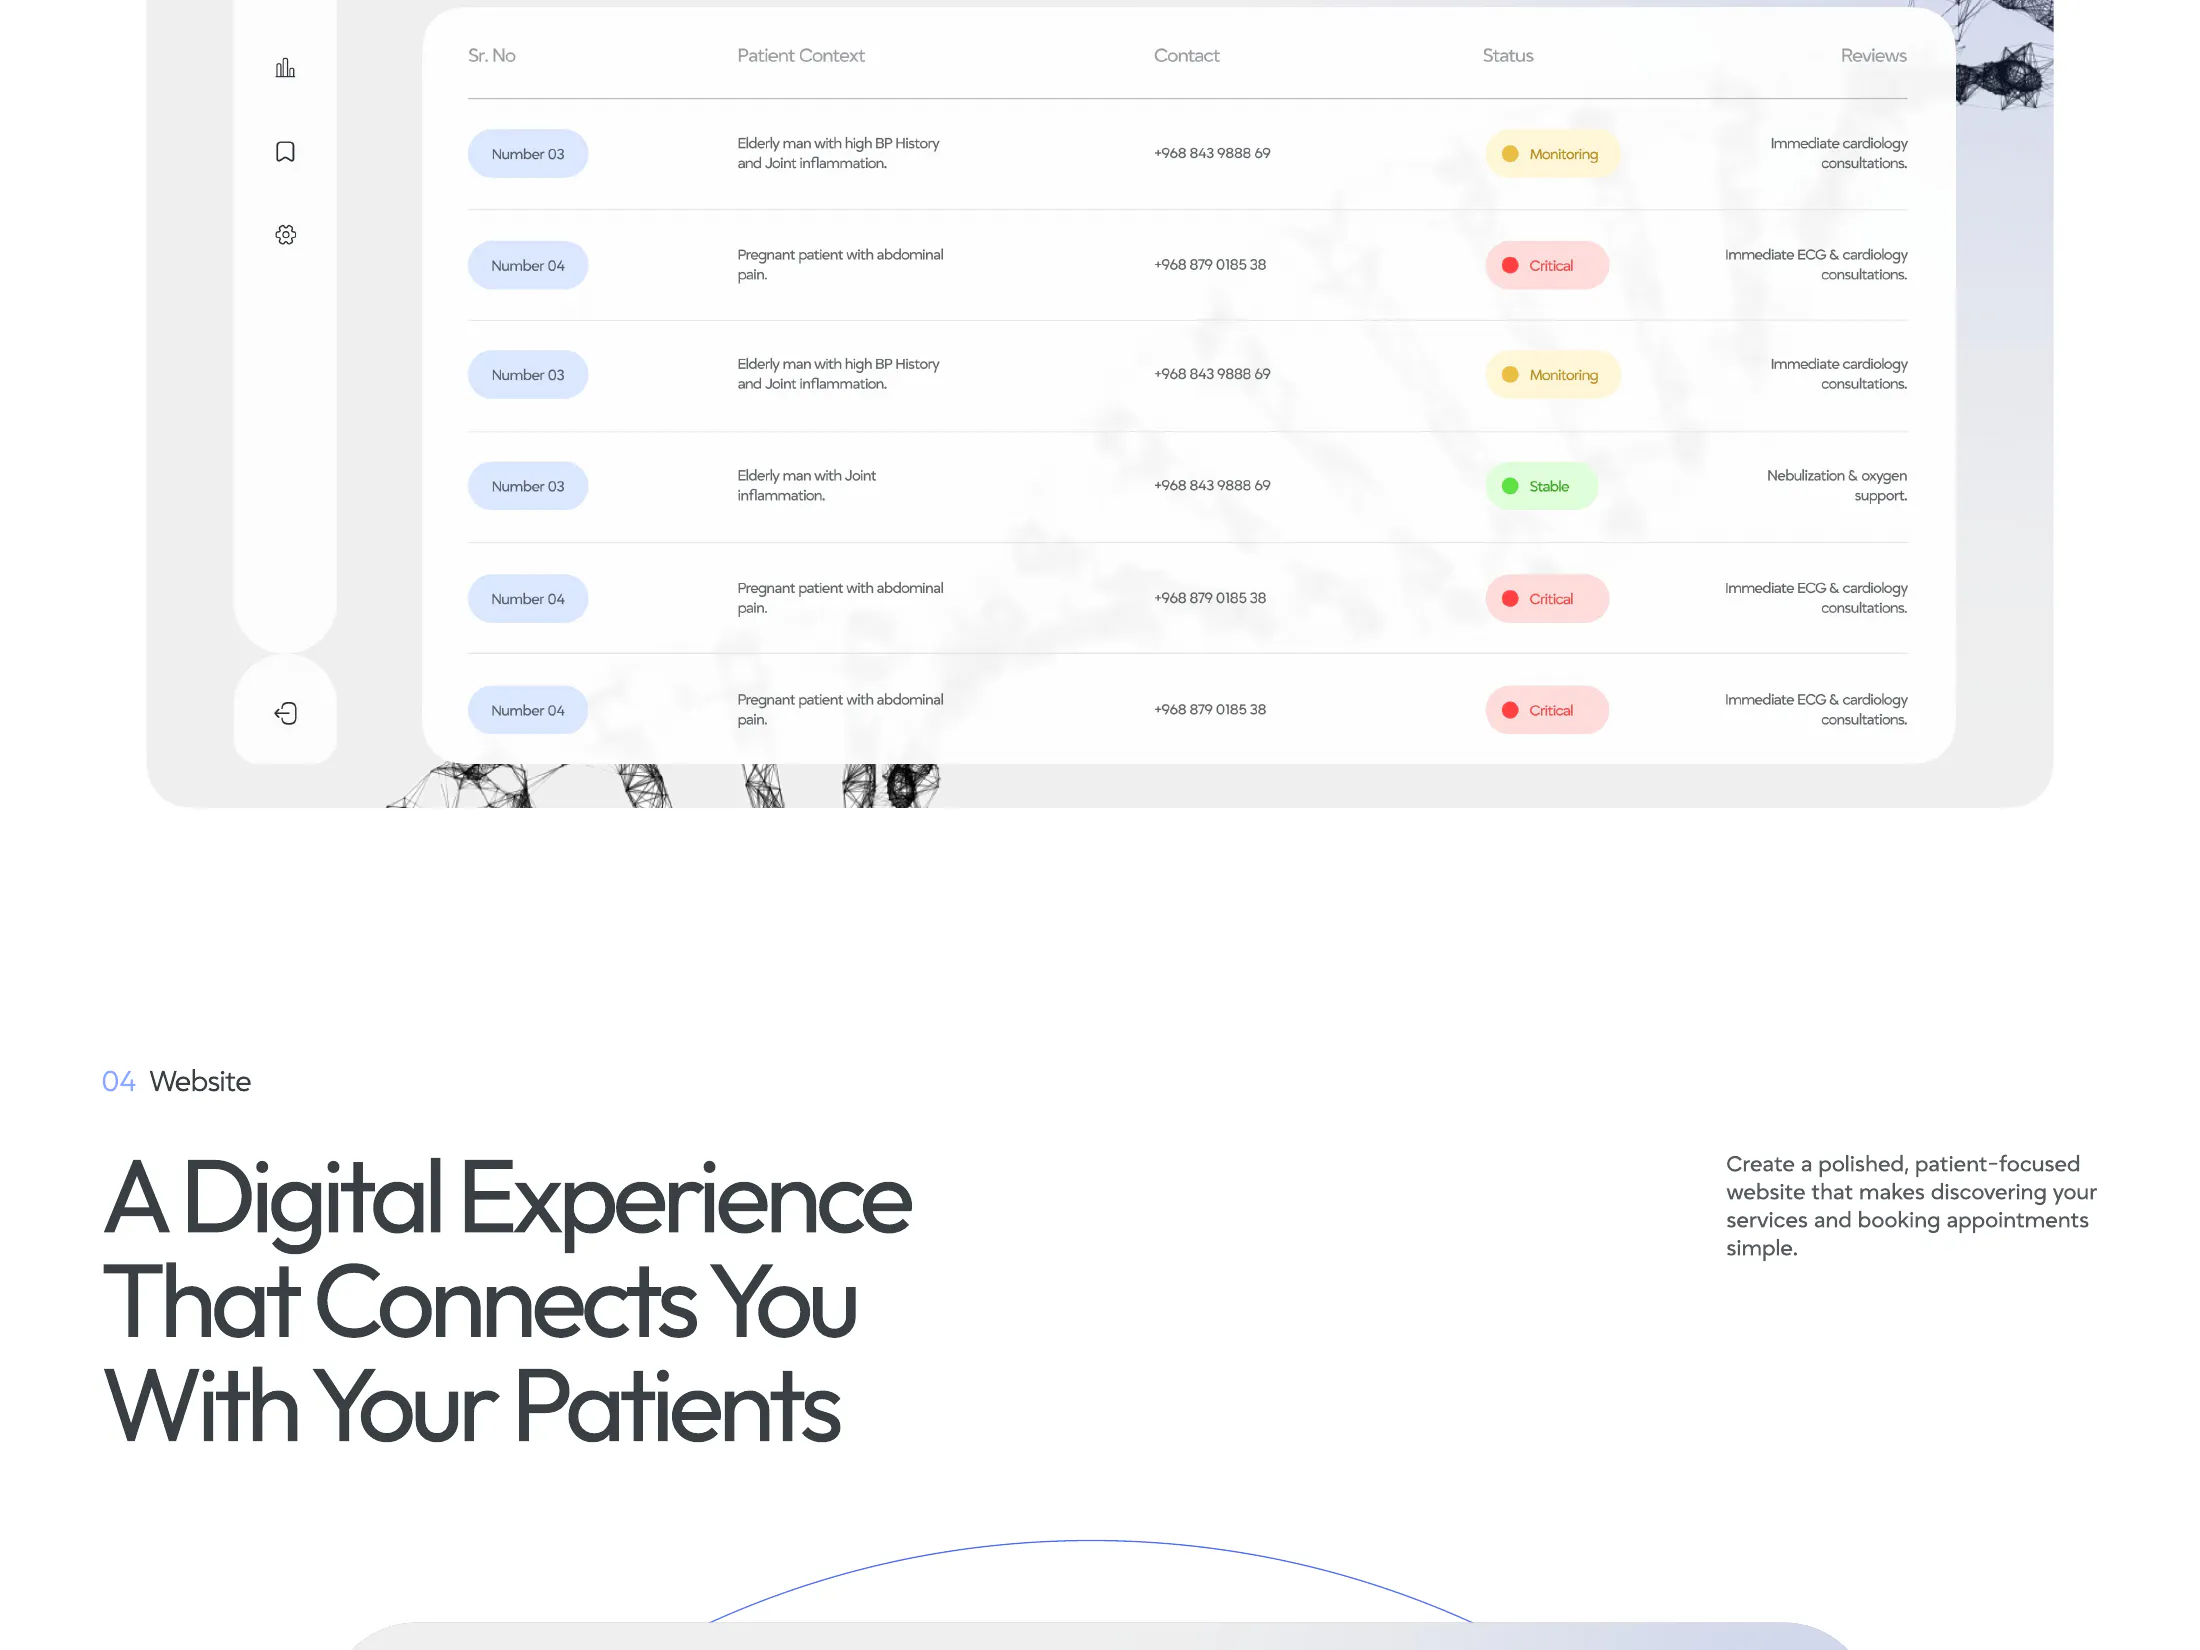 Sr. No Patient Context Contact Status Reviews
Number 03 Elderly man with high BP History +968 843 9888 69 Monitoring Immediate cardiology
and Joint inflammation. consultations.
Number 04 Pregnant patient with abdominal +968 879 0185 38 Critical Immediate ECG & cardiology
pain. consultations.
Number 03 Elderly man with high BP History +968 843 9888 69 Monitoring Immediate cardiology
and Joint inflammation. consultations.
Number 03 Elderly man with Joint +968 843 9888 69 Stable Nebulization & oxygen
inflammation. support.
Number 04 Pregnant patient with abdominal +968 879 0185 38 Critical Immediate ECG & cardiology
pain. consultations.
Number 04 Pregnant patient with abdominal +968 879 0185 38 Critical Immediate ECG & cardiology
pain. consultations.
04 Website
A Digital Experience
That Connects You
With Your Patients
Create a polished, patient-focused
website that makes discovering your
services and booking appointments
simple.